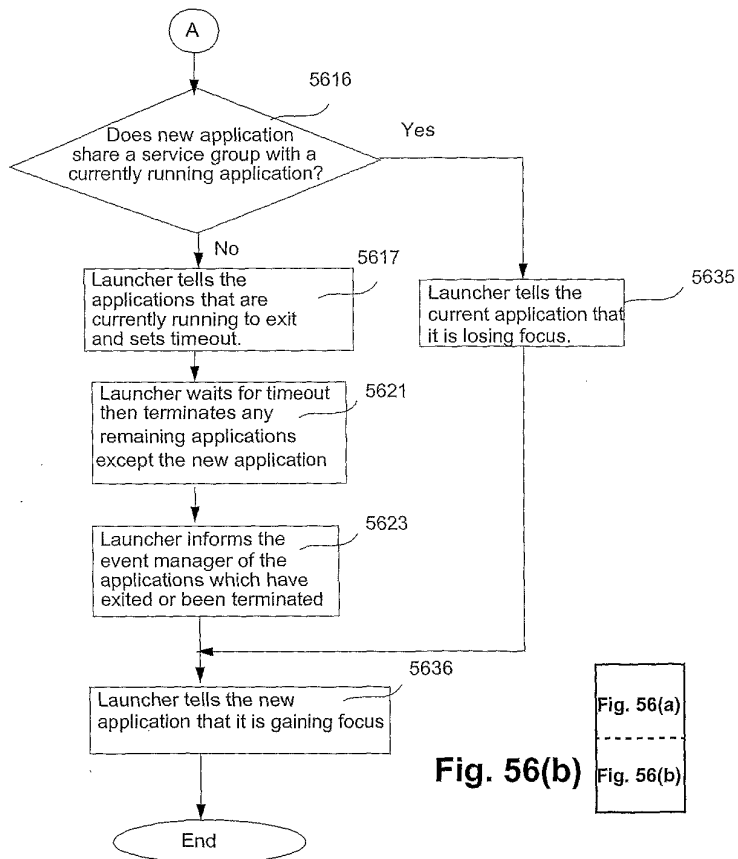 A
5616
Does new application
share a service group with a
currently running application?
Yes
No
5617
Launcher tells the
applications that are
currently running to exit
and sets timeout.
5635
Launcher tells the
current application that
it is losing focus.
Launcher waits for timeout
then terminates any
remaining applications
except the new application
5621
5623
Launcher informs the
event manager of the
applications which have
exited or been terminated
5636
Launcher tells the new
application that it is gaining focus
Fig. 56(a)
Fig. 56(b)
Fig. 56(b)
End